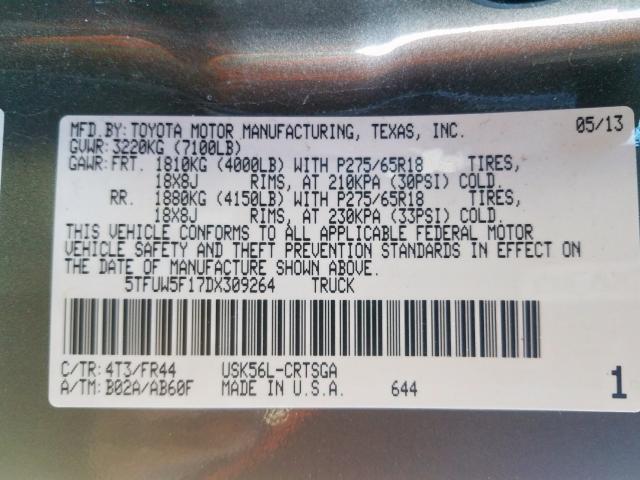 MFD.BY: TOYOTA MOTOR MANUFACTURING, TEXAS, INC. 05/13
GVWR: 3220KG (7100LB)
GAWR: FRT. 1810KG (4000LB) WITH P275/65R18 TIRES,
18X8J RIMS, AT 210KPA (30PSI) COLD.
RR. 1880KG (4150LB) WITH P275/65R18 TIRES,
18X8J RIMS, AT 230KPA (33PSI) COLD.
THIS VEHICLE CONFORMS TO ALL APPLICABLE FEDERAL MOTOR
VEHICLE SAFETY AND THEFT PREVENTION STANDARDS IN EFFECT ON
THE DATE OF MANUFACTURE SHOWN ABOVE.
5TFUW5F17DX309264 TRUCK
C/TR: 4T3/FR44 USK56L-CRTSGA
A/TM: B02A/AB60F MADE IN U.S.A. 644 1